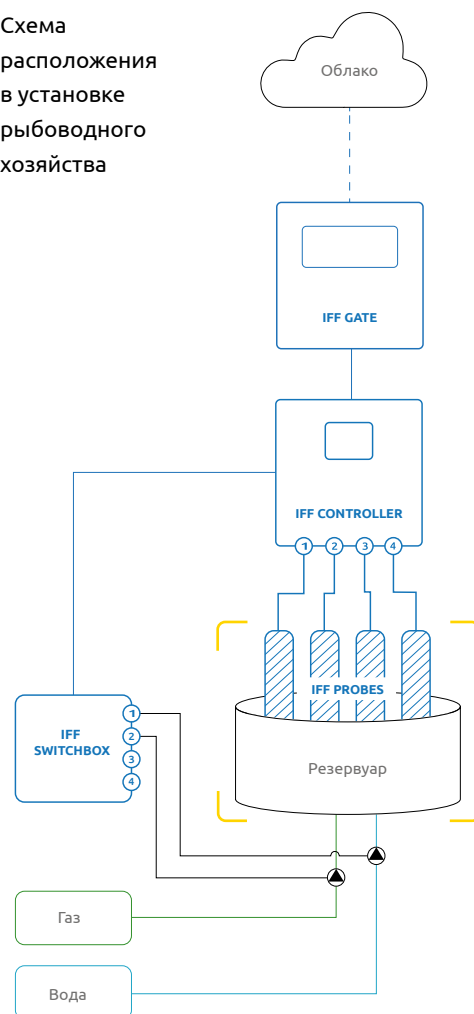 Схема
расположения
в установке
рыбоводного
хозяйства
Облако
IFF GATE
IFF CONTROLLER
1 2 3 4
IFF PROBES
IFF
SWITCHBOX
1
2
3
4
Резервуар
Газ
Вода